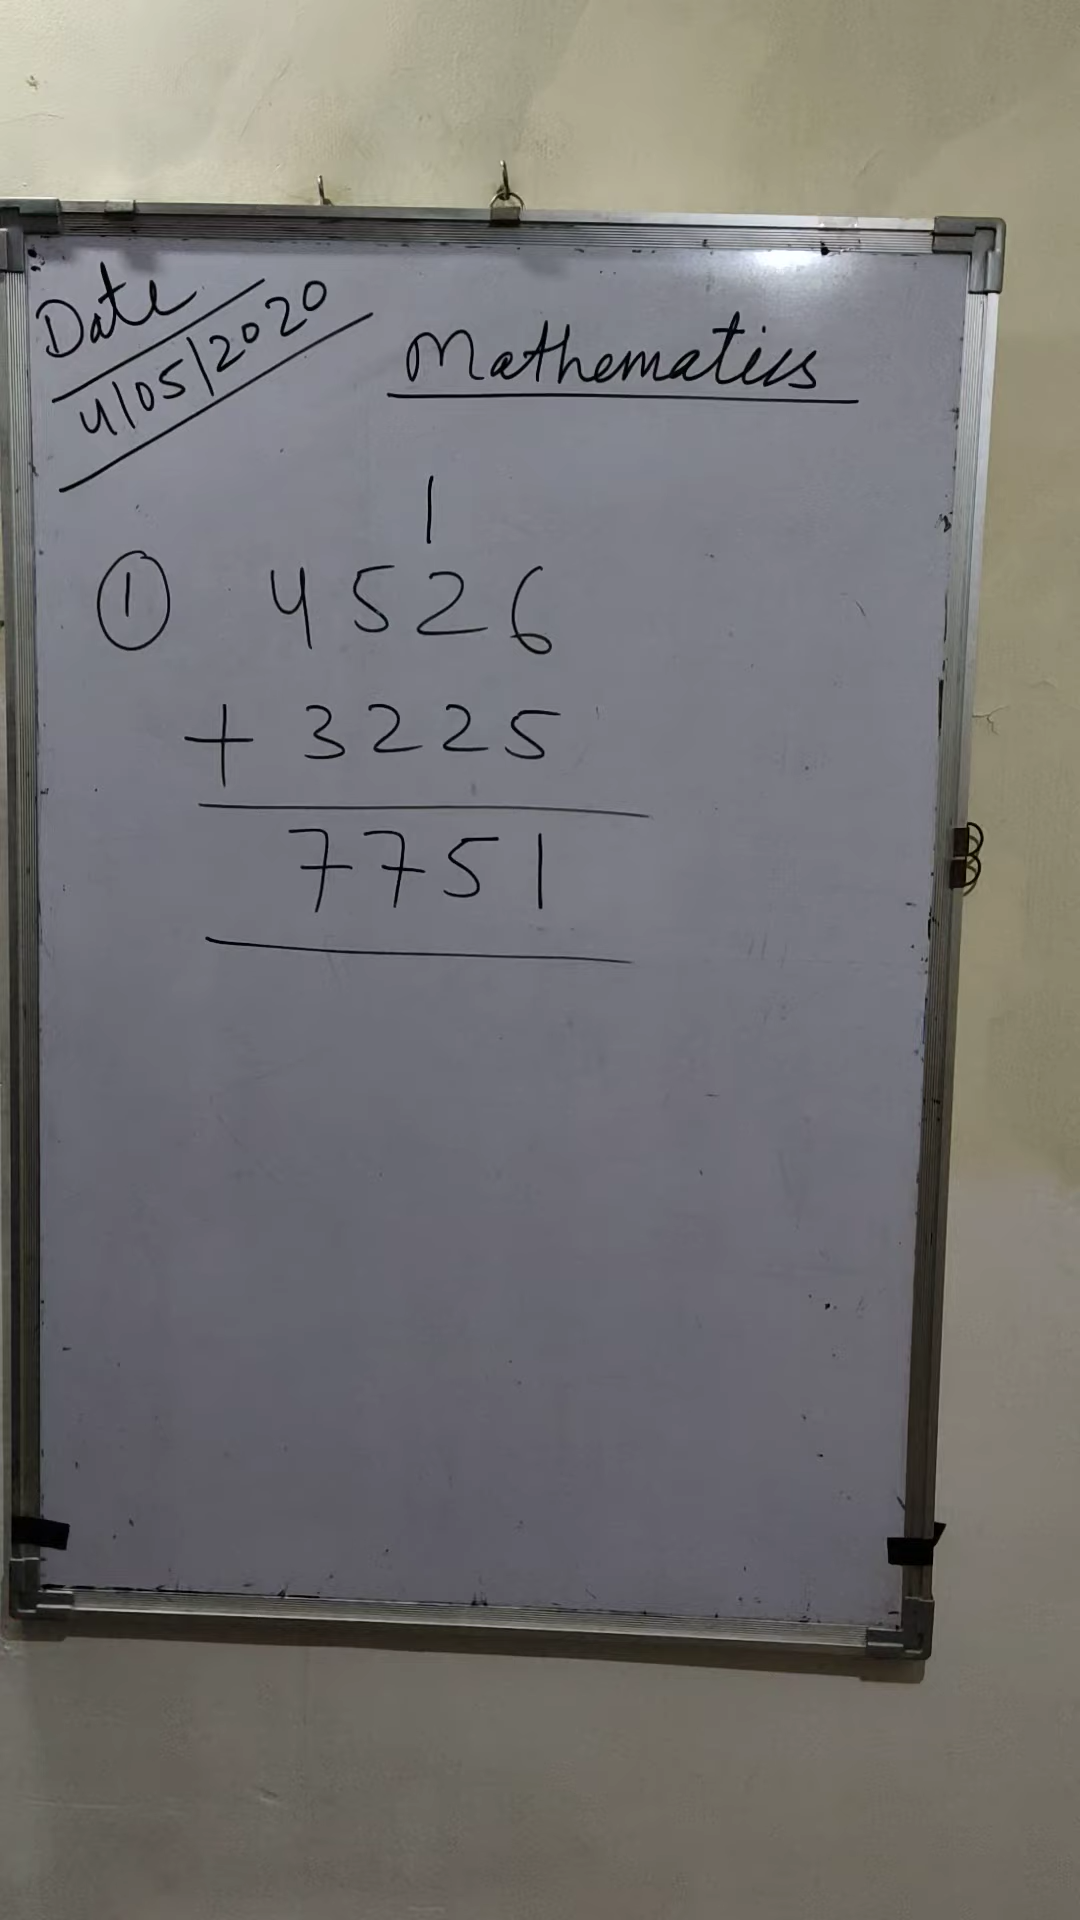 Date
4/05/2020
Mathematics
1
① 4526
+ 3225
7751